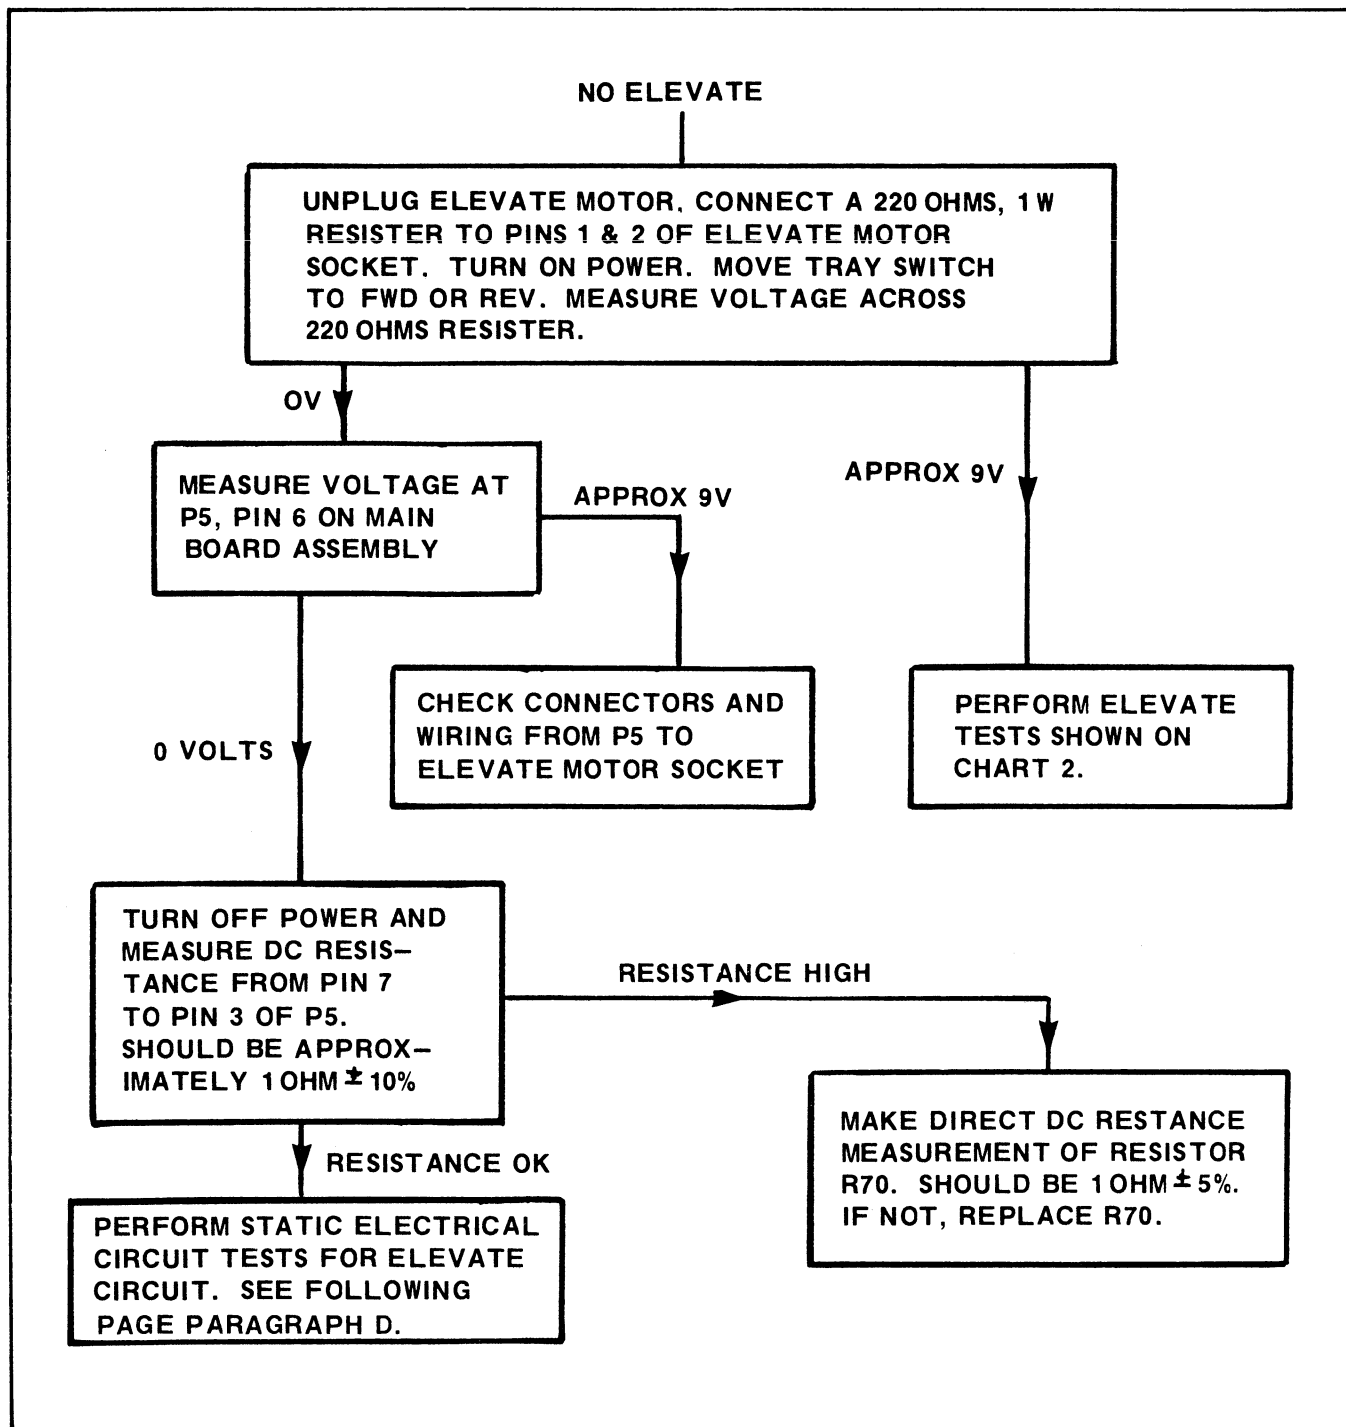 NO ELEVATE
UNPLUG ELEVATE MOTOR, CONNECT A 220 OHMS, 1 W
RESISTER TO PINS 1 & 2 OF ELEVATE MOTOR
SOCKET. TURN ON POWER. MOVE TRAY SWITCH
TO FWD OR REV. MEASURE VOLTAGE ACROSS
220 OHMS RESISTER.
OV
APPROX 9V
MEASURE VOLTAGE AT
P5, PIN 6 ON MAIN
BOARD ASSEMBLY
APPROX 9V
CHECK CONNECTORS AND
WIRING FROM P5 TO
ELEVATE MOTOR SOCKET
PERFORM ELEVATE
TESTS SHOWN ON
CHART 2.
0 VOLTS
TURN OFF POWER AND
MEASURE DC RESIS–
TANCE FROM PIN 7
TO PIN 3 OF P5.
SHOULD BE APPROX–
IMATELY 1 OHM ± 10%
RESISTANCE HIGH
MAKE DIRECT DC RESTANCE
MEASUREMENT OF RESISTOR
R70. SHOULD BE 1 OHM ± 5%.
IF NOT, REPLACE R70.
RESISTANCE OK
PERFORM STATIC ELECTRICAL
CIRCUIT TESTS FOR ELEVATE
CIRCUIT. SEE FOLLOWING
PAGE PARAGRAPH D.